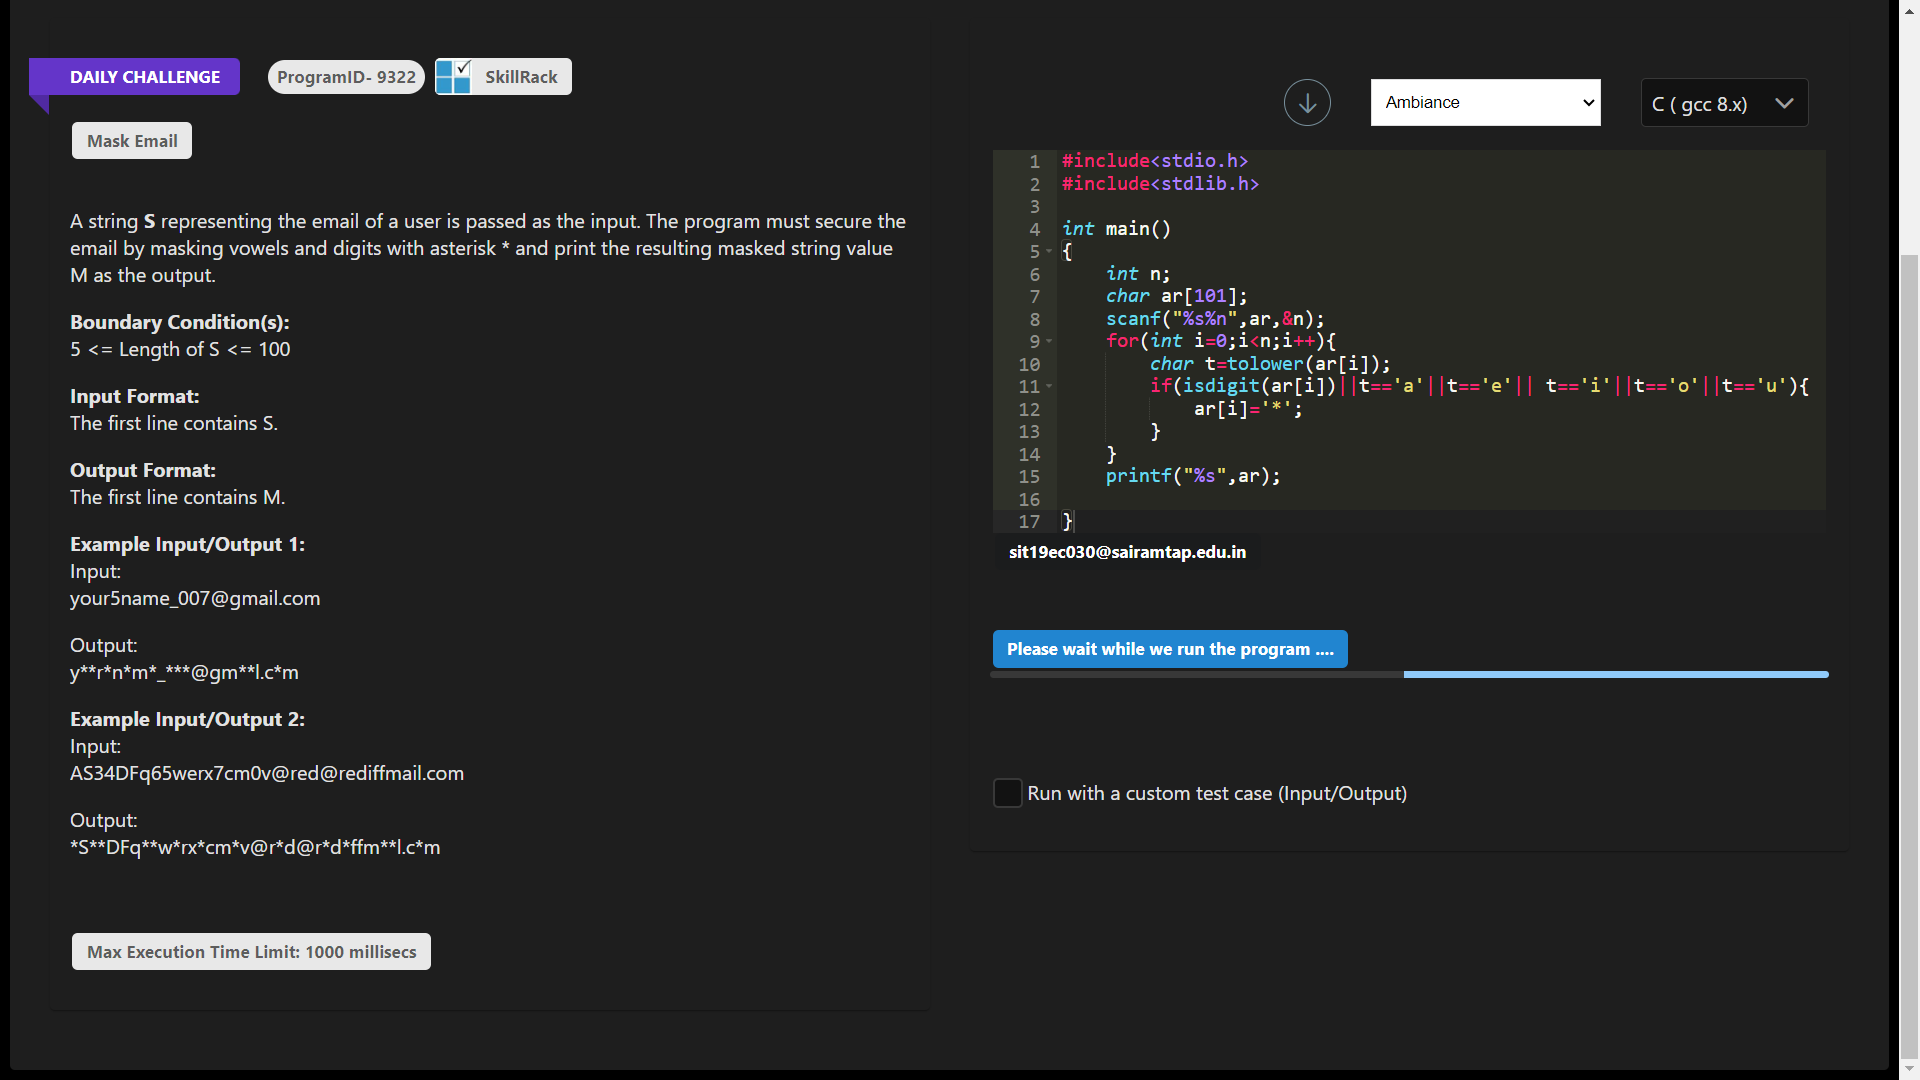 DAILY CHALLENGE
ProgramID- 9322
SkillRack
Mask Email
A string S representing the email of a user is passed as the input. The program must secure the
email by masking vowels and digits with asterisk * and print the resulting masked string value
M as the output.
Boundary Condition(s):
5 <= Length of S <= 100
Input Format:
The first line contains S.
Output Format:
The first line contains M.
Example Input/Output 1:
Input:
your5name_007@gmail.com
Output:
y**r*n*m*_***@gm**l.c*m
Example Input/Output 2:
Input:
AS34DFq65werx7cm0v@red@rediffmail.com
Output:
*S**DFq**w*rx*cm*v@r*d@r*d*ffm**l.c*m
Max Execution Time Limit: 1000 millisecs
Ambiance
C ( gcc 8.x)
1 #include<stdio.h>
2 #include<stdlib.h>
3
4 int main()
5 {
6 int n;
7 char ar[101];
8 scanf("%s%n",ar,&n);
9 for(int i=0;i<n;i++){
10 char t=tolower(ar[i]);
11 if(isdigit(ar[i])||t=='a'||t=='e'|| t=='i'||t=='o'||t=='u'){
12 ar[i]='*';
13 }
14 }
15 printf("%s",ar);
16
17 }
sit19ec030@sairamtap.edu.in
Please wait while we run the program ....
Run with a custom test case (Input/Output)